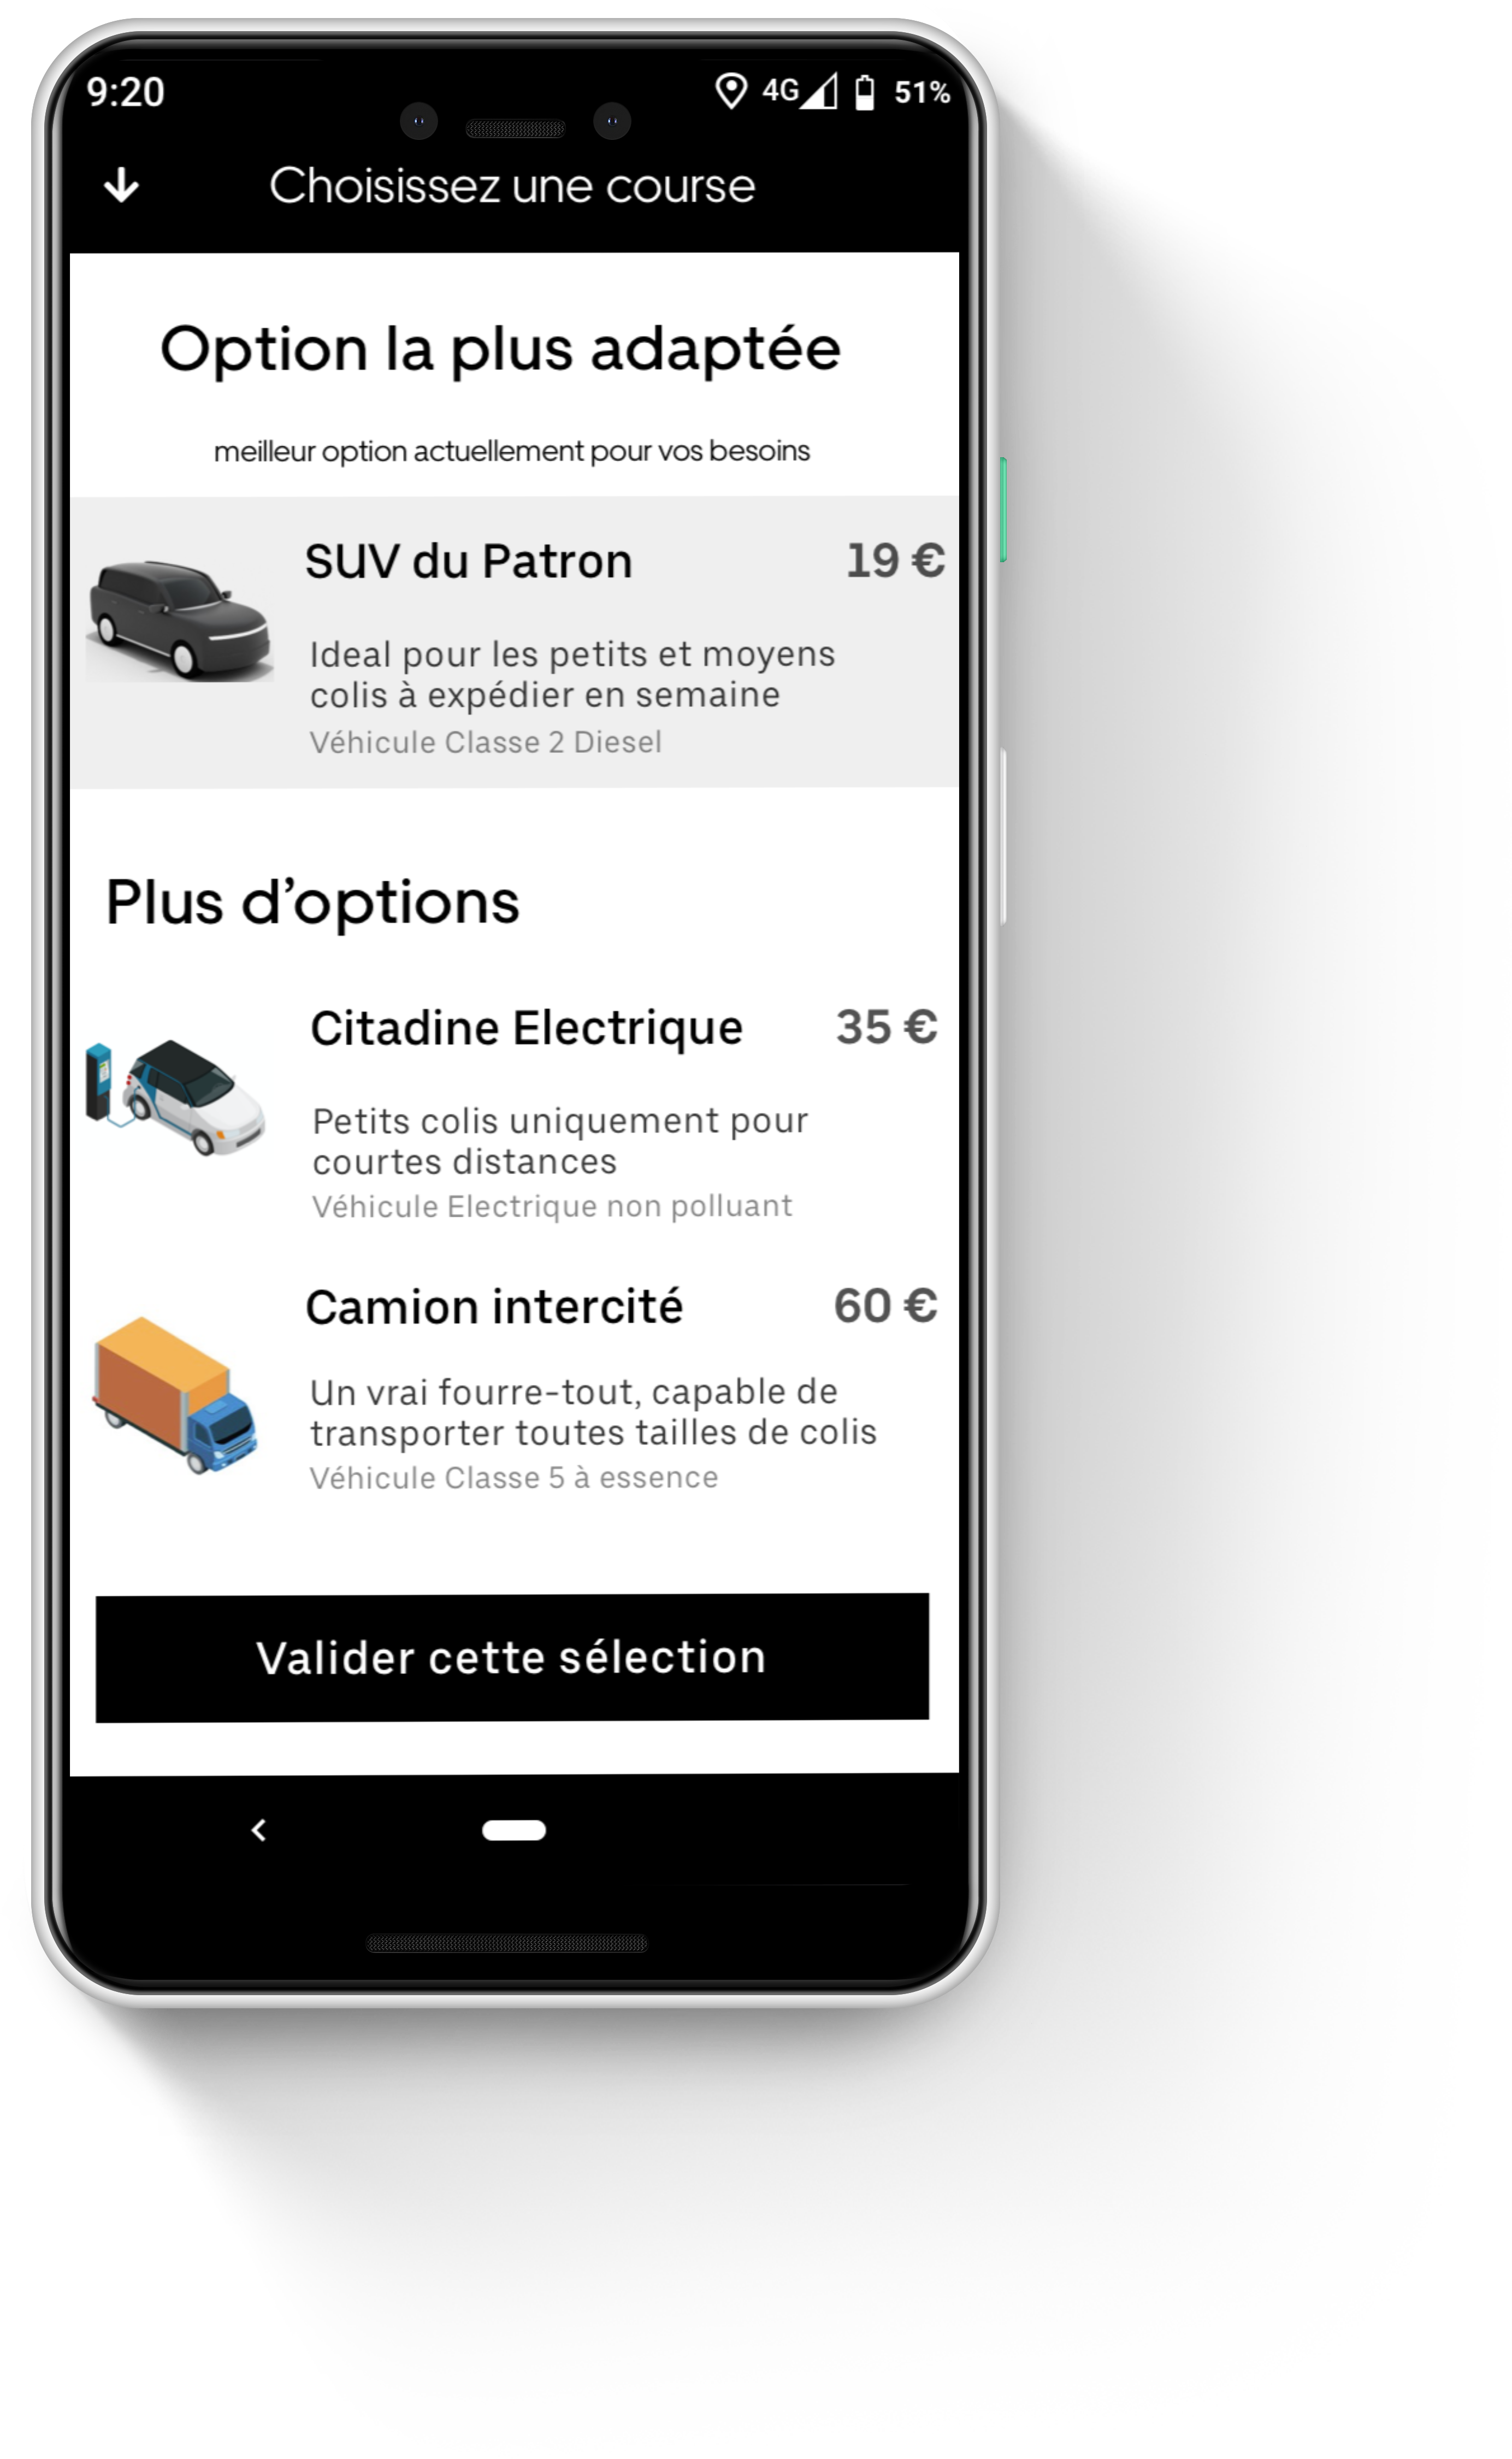 9:20
4G
51%
Choisissez une course
Option la plus adaptée
meilleur option actuellement pour vos besoins
SUV du Patron
19 €
Ideal pour les petits et moyens
colis à expédier en semaine
Véhicule Classe 2 Diesel
Plus d’options
Citadine Electrique
35 €
Petits colis uniquement pour
courtes distances
Véhicule Electrique non polluant
Camion intercité
60 €
Un vrai fourre-tout, capable de
transporter toutes tailles de colis
Véhicule Classe 5 à essence
Valider cette sélection